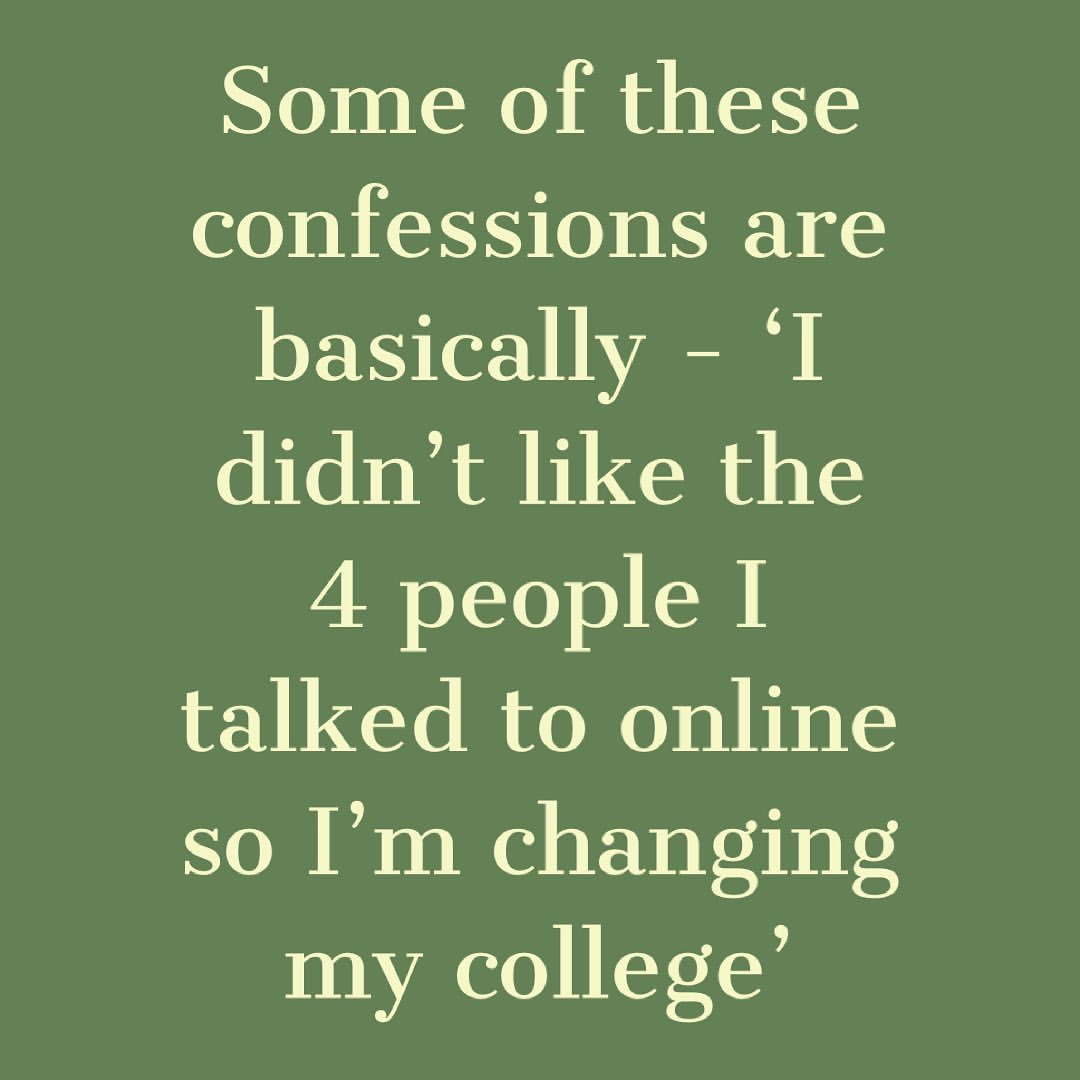 Some of these
confessions are
basically - ‘I
didn’t like the
4 people I
talked to online
so I’m changing
my college’